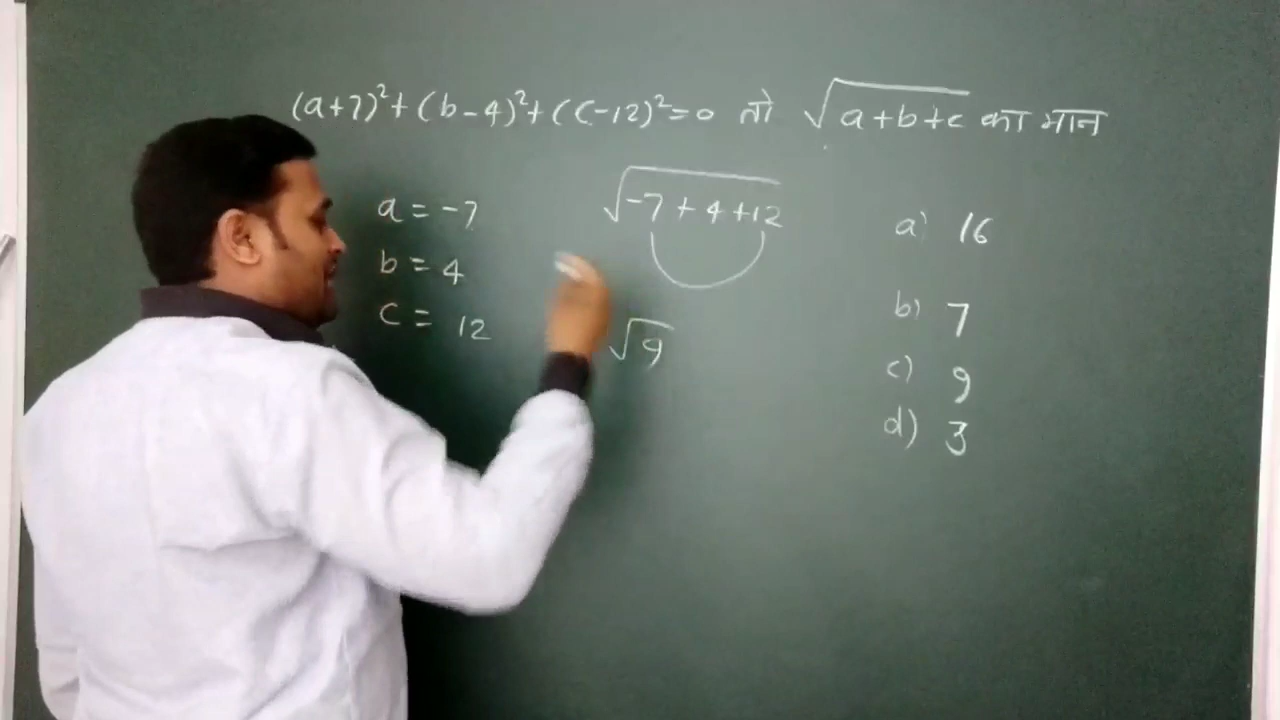 (a+7)²+(b-4)²+(c-12)²=0 तो √a+b+c का मान
a = -7
b = 4
c = 12
√-7+4+12
√9
a) 16
b) 7
c) 9
d) 3